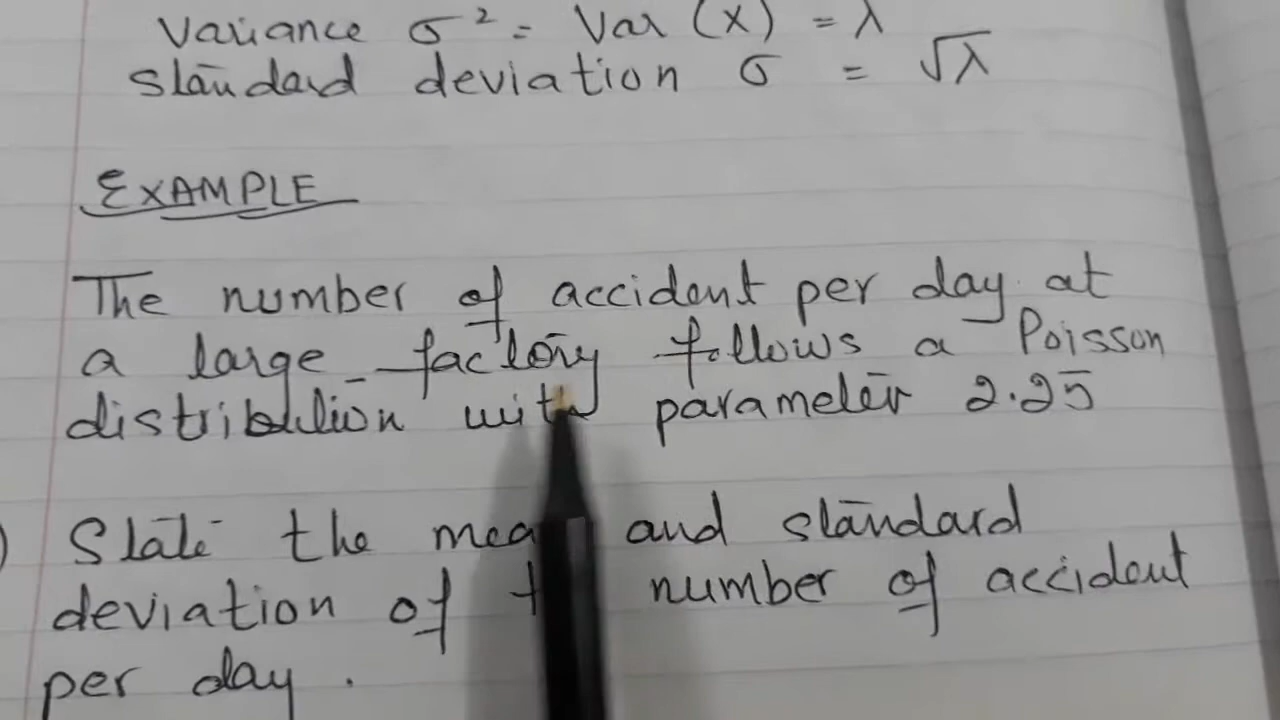 Variance σ² = Var (X) = λ
standard deviation σ = √λ
EXAMPLE
The number of accident per day at
a large factory follows a Poisson
distribution with parameter 2.25
) State the mea and standard
deviation of number of accident
per day.